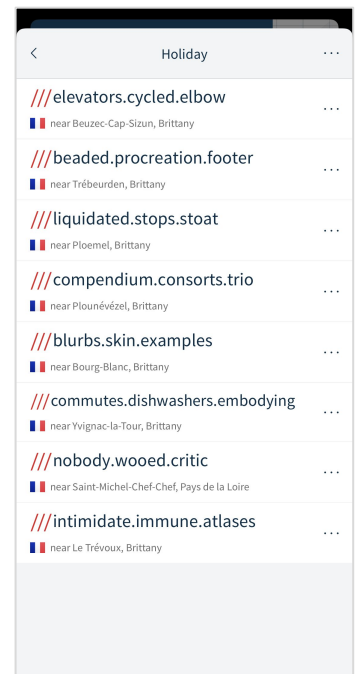 Holiday
///elevators.cycled.elbow
near Beuzec-Cap-Sizun, Brittany
///beaded.procreation.footer
near Trébeurden, Brittany
///liquidated.stops.stoat
near Ploemel, Brittany
///compendium.consorts.trio
near Plounévézel, Brittany
///blurbs.skin.examples
near Bourg-Blanc, Brittany
///commutes.dishwashers.embodying
near Yvignac-la-Tour, Brittany
///nobody.wooed.critic
near Saint-Michel-Chef-Chef, Pays de la Loire
///intimidate.immune.atlases
near Le Trévoux, Brittany